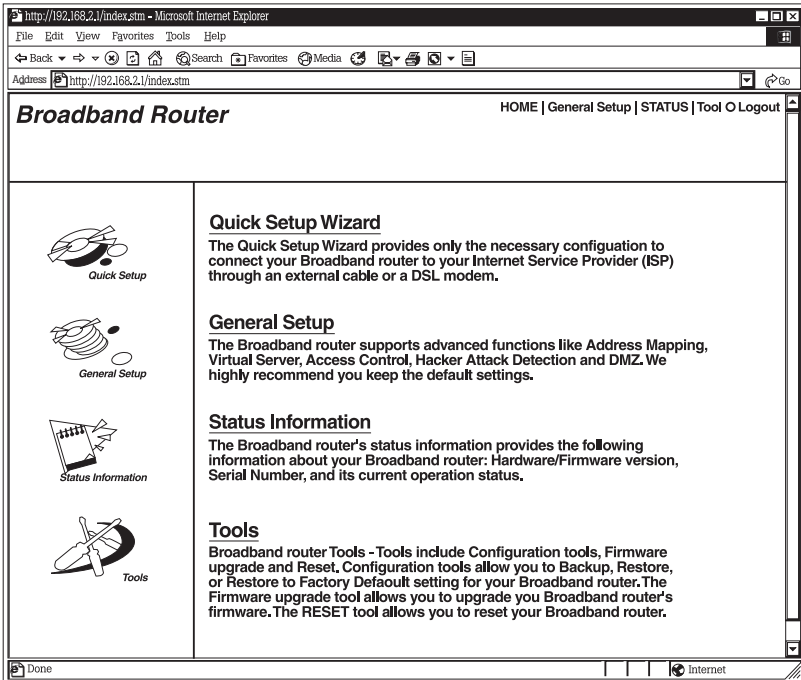 http://192.168.2.1/index.stm - Microsoft Internet Explorer
File Edit View Favorites Tools Help
Back Search Favorites Media
Address http://192.168.2.1/index.stm Go
Broadband Router
HOME | General Setup | STATUS | Tool O Logout
Quick Setup
Quick Setup Wizard
The Quick Setup Wizard provides only the necessary configuation to
connect your Broadband router to your Internet Service Provider (ISP)
through an external cable or a DSL modem.
General Setup
General Setup
The Broadband router supports advanced functions like Address Mapping,
Virtual Server, Access Control, Hacker Attack Detection and DMZ. We
highly recommend you keep the default settings.
Status Information
Status Information
The Broadband router's status information provides the following
information about your Broadband router: Hardware/Firmware version,
Serial Number, and its current operation status.
Tools
Tools
Broadband router Tools - Tools include Configuration tools, Firmware
upgrade and Reset. Configuration tools allow you to Backup, Restore,
or Restore to Factory Defaoult setting for your Broadband router. The
Firmware upgrade tool allows you to upgrade you Broadband router's
firmware. The RESET tool allows you to reset your Broadband router.
Done Internet